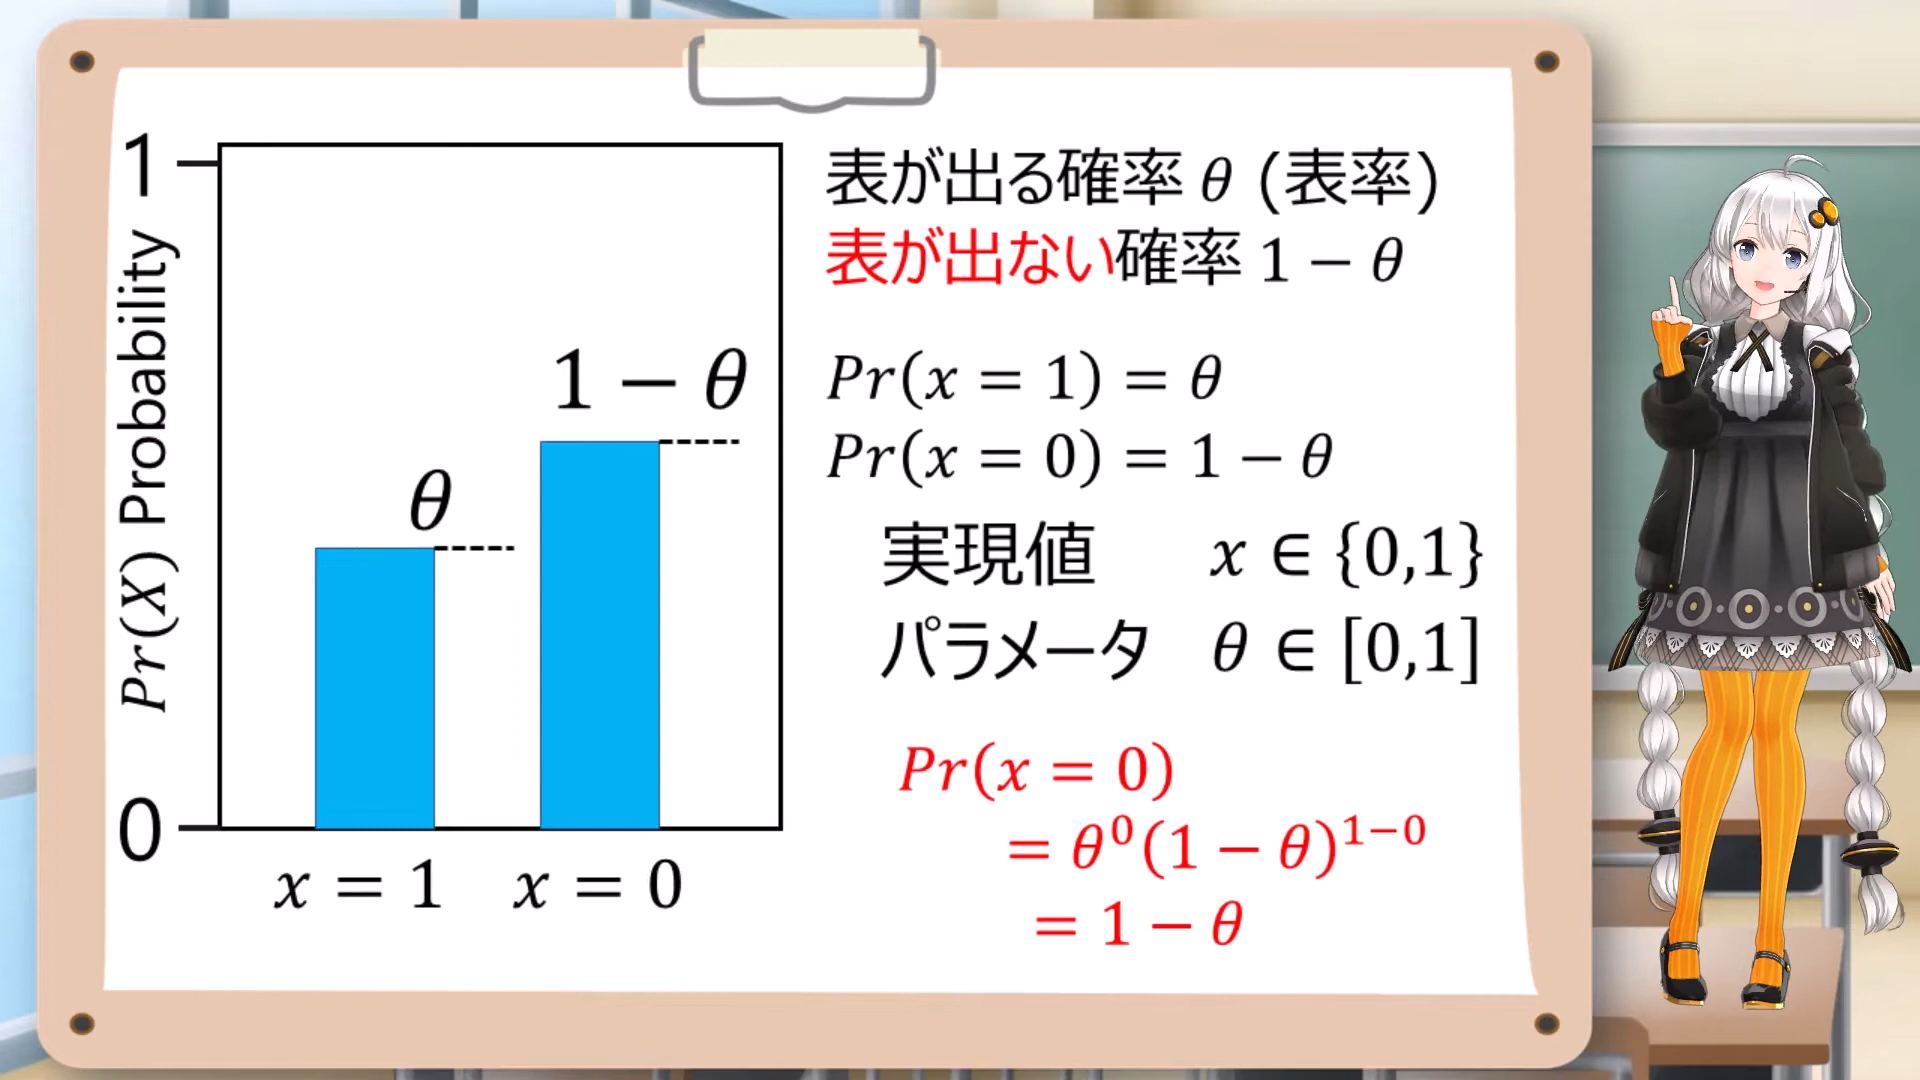 1
0
Pr(X) Probability
θ
1 − θ
x = 1
x = 0
表が出る確率 θ (表率)
表が出ない確率 1 − θ
Pr(x = 1) = θ
Pr(x = 0) = 1 − θ
実現値 x ∈ {0,1}
パラメータ θ ∈ [0,1]
Pr(x = 0)
= θ⁰(1 − θ)¹⁻⁰
= 1 − θ